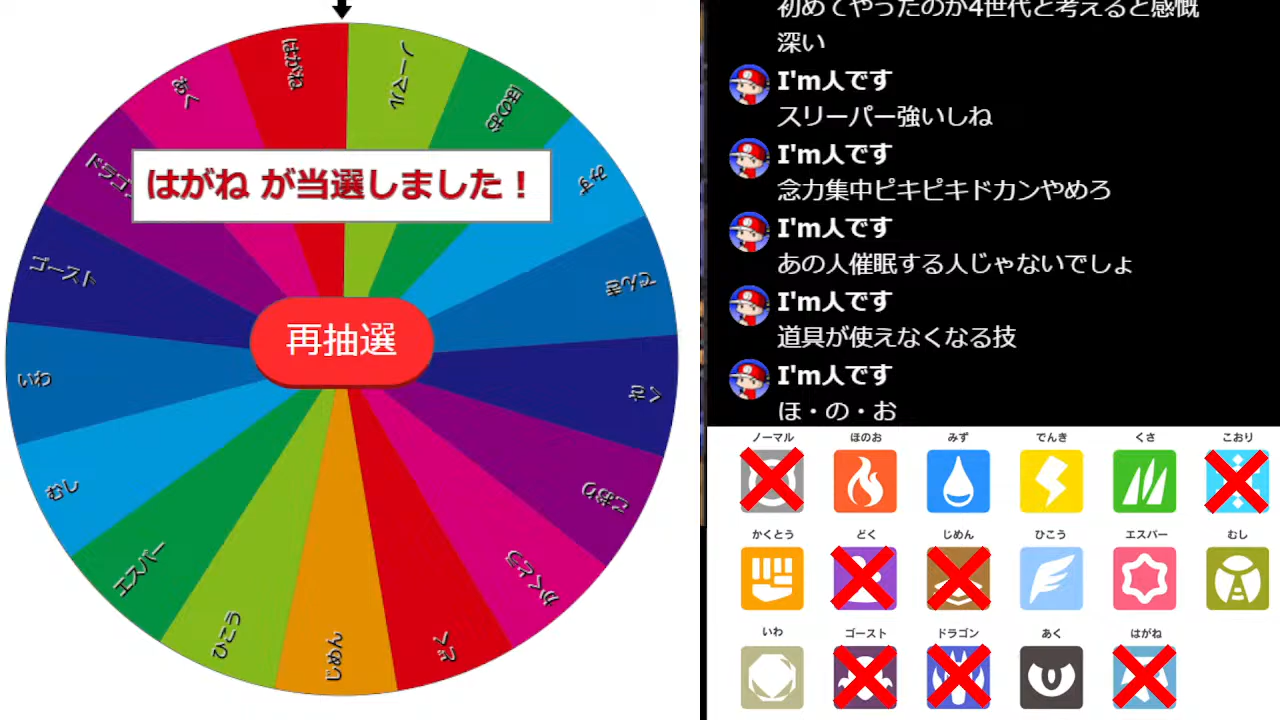 はがね
ノーマル
ほのお
みず
でんき
くさ
こおり
かくとう
どく
じめん
ひこう
エスパー
むし
いわ
ゴースト
あく
はがね が当選しました！
再抽選
初めてやったのが4世代と考えると感慨
深い
I'm人です
スリーパー強いしね
I'm人です
念力集中ピキピキドカンやめろ
I'm人です
あの人催眠する人じゃないでしょ
I'm人です
道具が使えなくなる技
I'm人です
ほ・の・お
ノーマル
ほのお
みず
でんき
くさ
こおり
かくとう
どく
じめん
ひこう
エスパー
むし
いわ
ゴースト
ドラゴン
あく
はがね